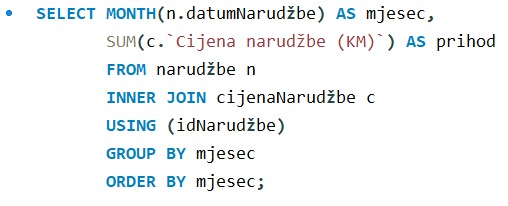 SELECT MONTH(n.datumNarudžbe) AS mjesec,
SUM(c.`Cijena narudžbe (KM)`) AS prihod
FROM narudžbe n
INNER JOIN cijenaNarudžbe c
USING (idNarudžbe)
GROUP BY mjesec
ORDER BY mjesec;